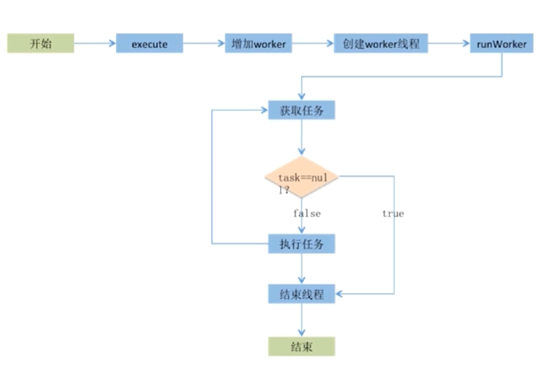 开始
execute
增加worker
创建worker线程
runWorker
获取任务
task==nul
l？
false
true
执行任务
结束线程
结束